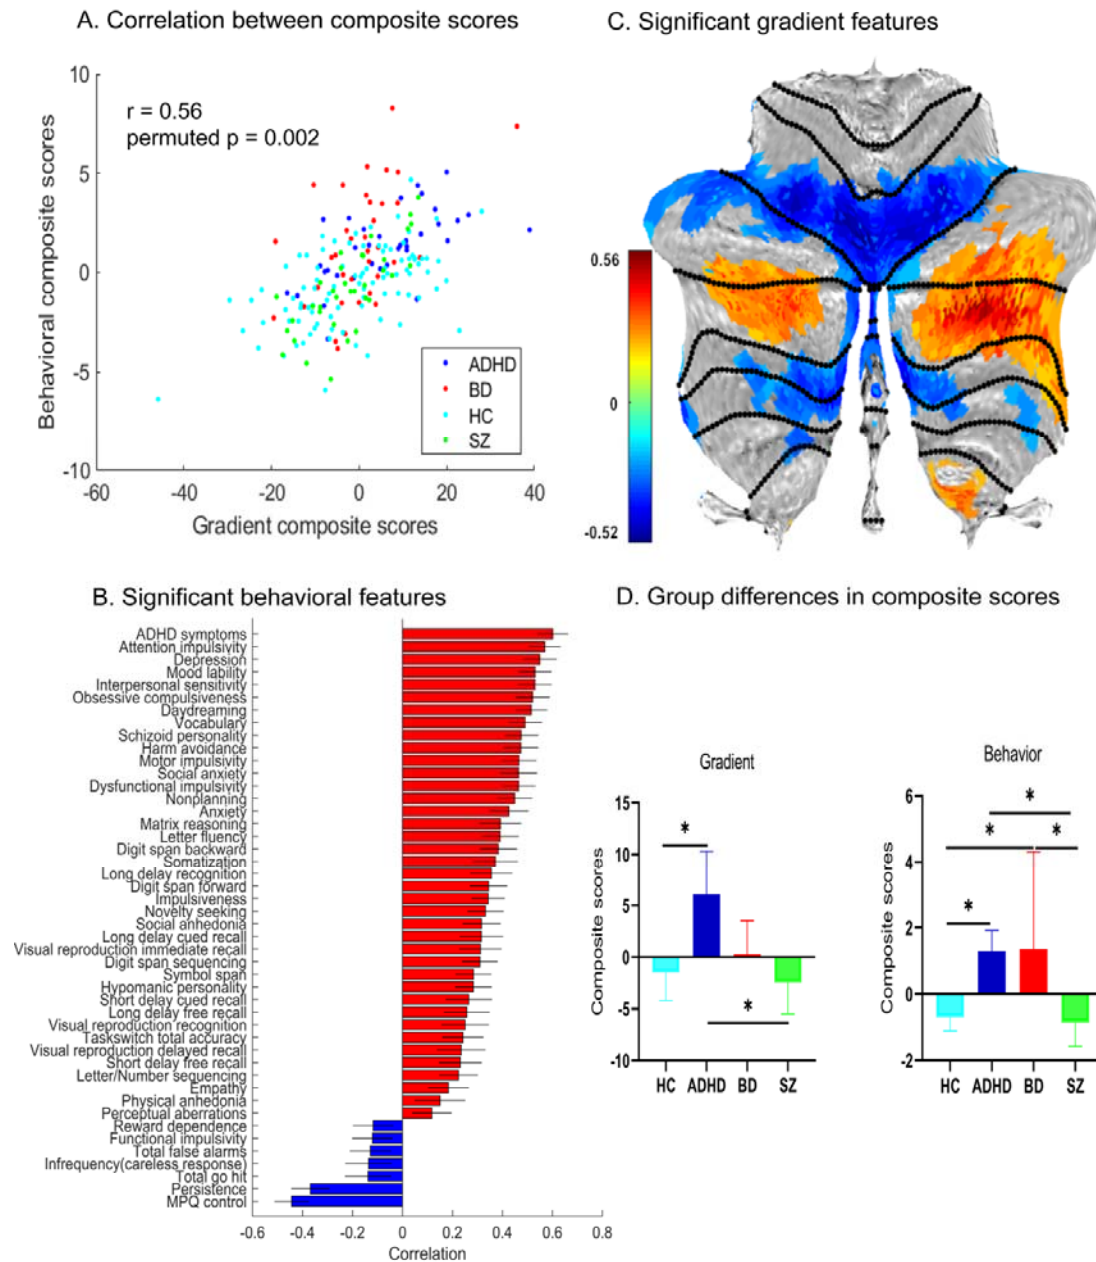 A. Correlation between composite scores
r = 0.56
permuted p = 0.002
Behavioral composite scores
10
5
0
-5
-10
-60
-40
-20
0
20
40
Gradient composite scores
ADHD
BD
HC
SZ
C. Significant gradient features
0.56
0
-0.52
B. Significant behavioral features
ADHD symptoms
Attention impulsivity
Depression
Mood lability
Interpersonal sensitivity
Obsessive compulsiveness
Daydreaming
Vocabulary
Schizoid personality
Harm avoidance
Motor impulsivity
Social anxiety
Dysfunctional impulsivity
Nonplanning
Anxiety
Matrix reasoning
Letter fluency
Digit span backward
Somatization
Long delay recognition
Digit span forward
Impulsiveness
Novelty seeking
Social anhedonia
Long delay cued recall
Visual reproduction immediate recall
Digit span sequencing
Symbol span
Hypomanic personality
Short delay cued recall
Long delay free recall
Visual reproduction recognition
Taskswitch total accuracy
Visual reproduction delayed recall
Short delay free recall
Letter/Number sequencing
Empathy
Physical anhedonia
Perceptual aberrations
Reward dependence
Functional impulsivity
Total false alarms
Infrequency(careless response)
Total go hit
Persistence
MPQ control
-0.6
-0.4
-0.2
0
0.2
0.4
0.6
0.8
Correlation
D. Group differences in composite scores
Gradient
Composite scores
15
10
5
0
-5
-10
*
*
HC
ADHD
BD
SZ
Behavior
Composite scores
6
4
2
0
-2
*
*
*
*
HC
ADHD
BD
SZ